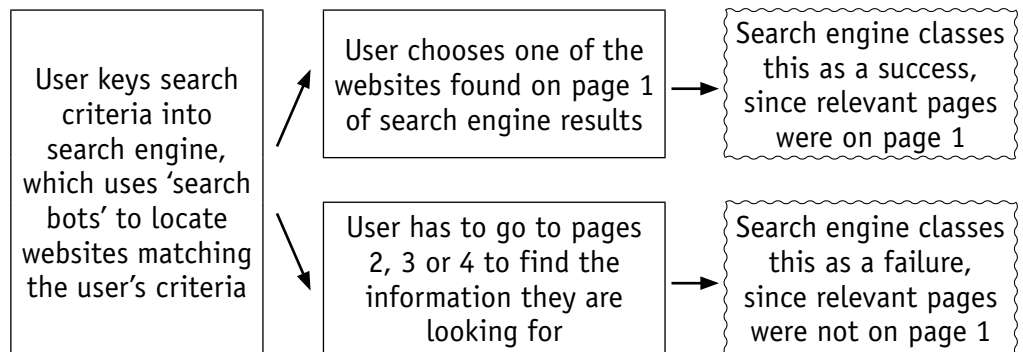 User keys search
criteria into
search engine,
which uses ‘search
bots’ to locate
websites matching
the user’s criteria
User chooses one of the
websites found on page 1
of search engine results
Search engine classes
this as a success,
since relevant pages
were on page 1
User has to go to pages
2, 3 or 4 to find the
information they are
looking for
Search engine classes
this as a failure,
since relevant pages
were not on page 1